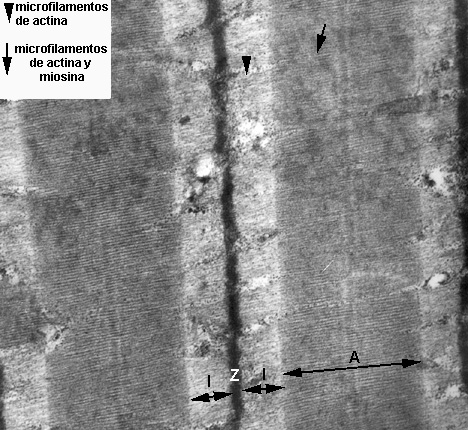 microfilamentos
de actina
microfilamentos
de actina y
miosina
A
I
Z
I